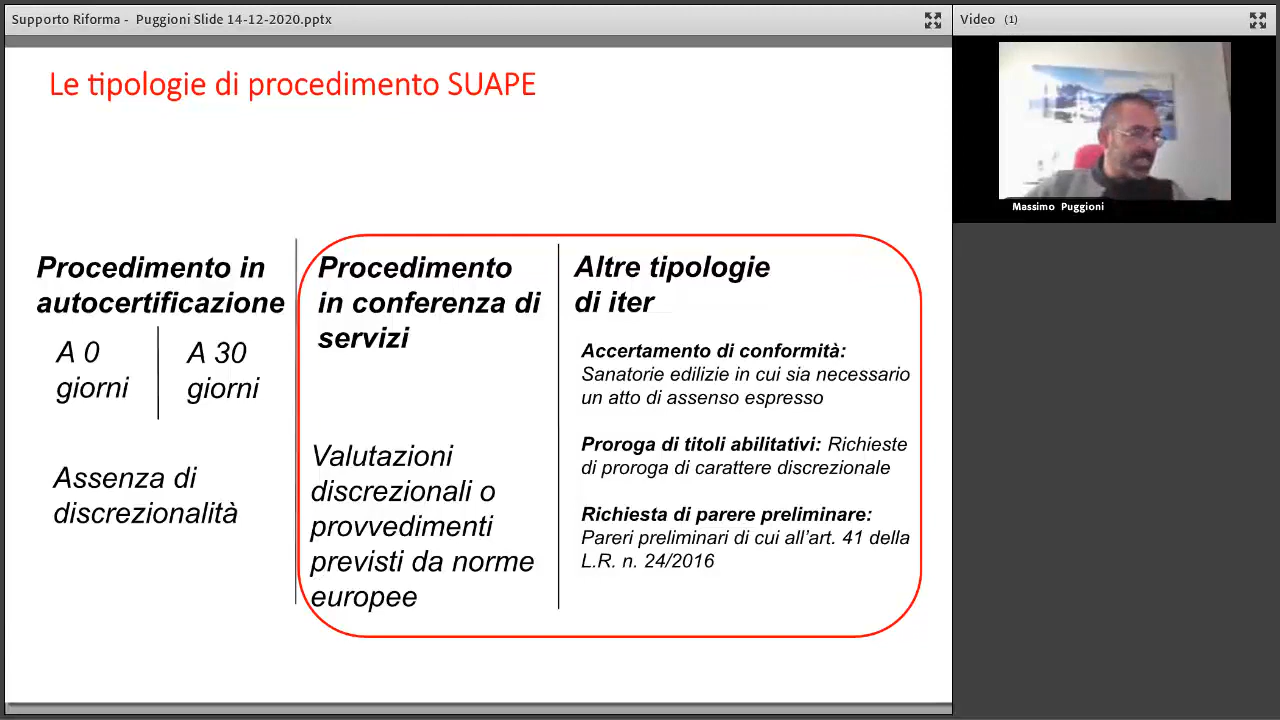 Supporto Riforma - Puggioni Slide 14-12-2020.pptx
Video (1)
Massimo Puggioni
Le tipologie di procedimento SUAPE
Procedimento in
autocertificazione
A 0
giorni
A 30
giorni
Assenza di
discrezionalità
Procedimento
in conferenza di
servizi
Valutazioni
discrezionali o
provvedimenti
previsti da norme
europee
Altre tipologie
di iter
Accertamento di conformità:
Sanatorie edilizie in cui sia necessario
un atto di assenso espresso
Proroga di titoli abilitativi: Richieste
di proroga di carattere discrezionale
Richiesta di parere preliminare:
Pareri preliminari di cui all’art. 41 della
L.R. n. 24/2016